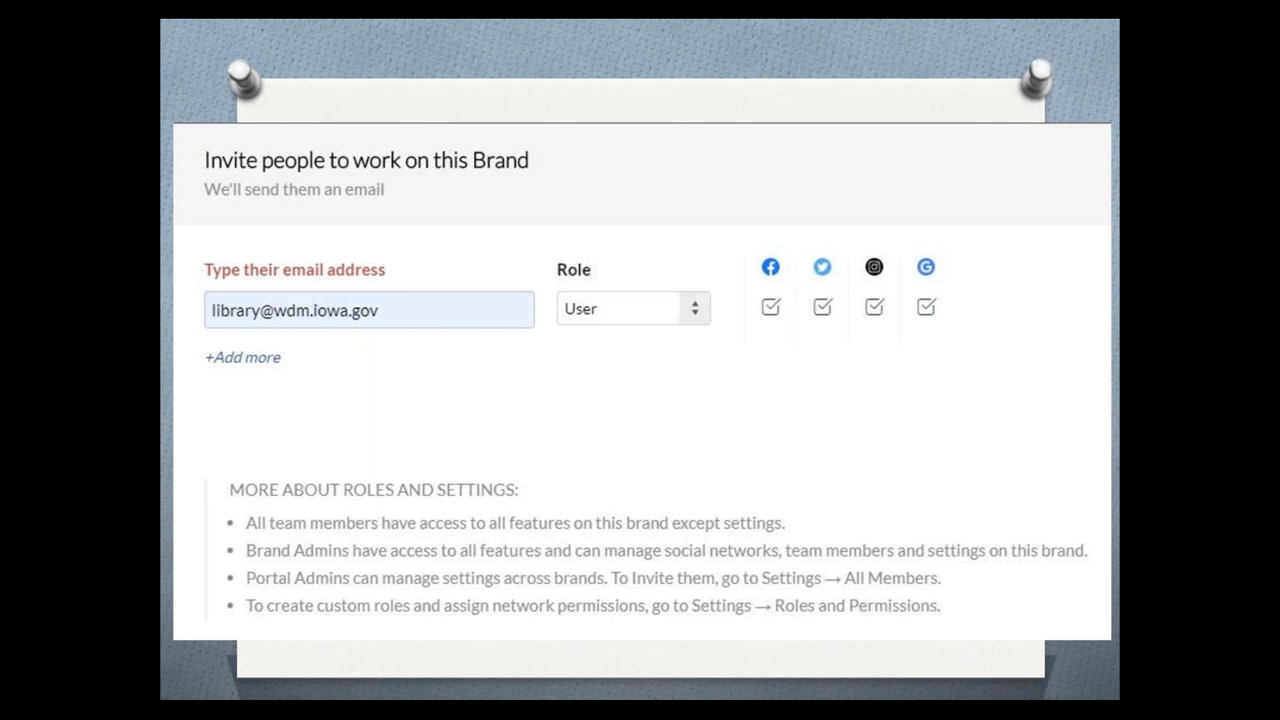 Invite people to work on this Brand
We'll send them an email
Type their email address
Role
library@wdm.iowa.gov
User
+Add more
MORE ABOUT ROLES AND SETTINGS:
• All team members have access to all features on this brand except settings.
• Brand Admins have access to all features and can manage social networks, team members and settings on this brand.
• Portal Admins can manage settings across brands. To Invite them, go to Settings → All Members.
• To create custom roles and assign network permissions, go to Settings → Roles and Permissions.